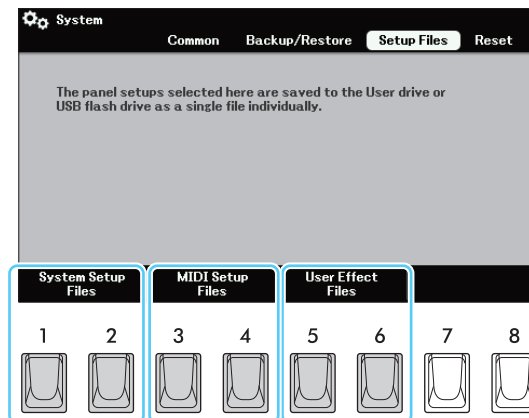 System
Common Backup/Restore Setup Files Reset
The panel setups selected here are saved to the User drive or
USB flash drive as a single file individually.
System Setup MIDI Setup User Effect
Files Files Files
1 2 3 4 5 6 7 8